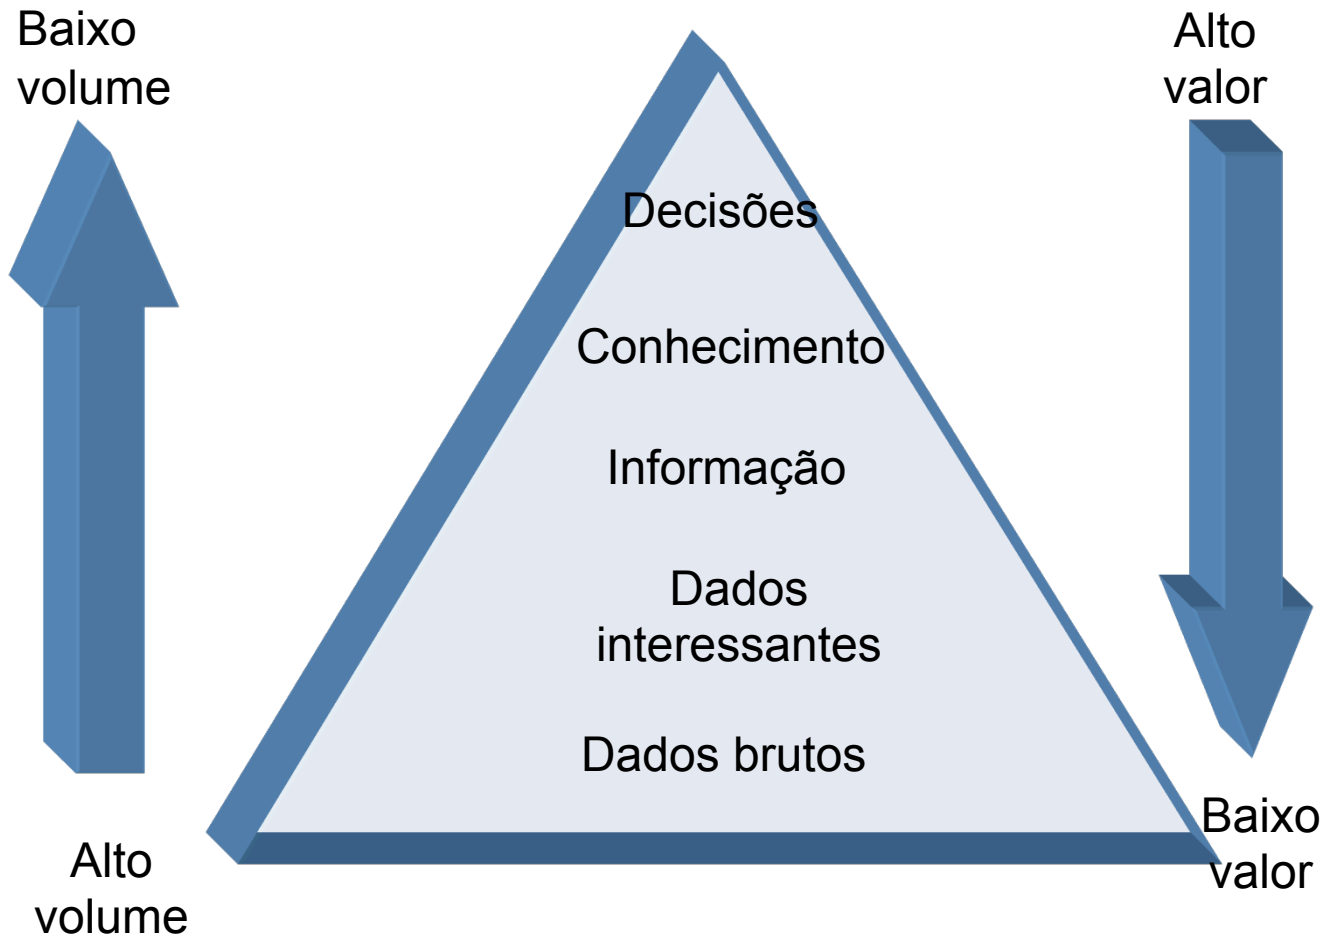 Baixo
volume
Alto
valor
Decisões
Conhecimento
Informação
Dados
interessantes
Dados brutos
Alto
volume
Baixo
valor